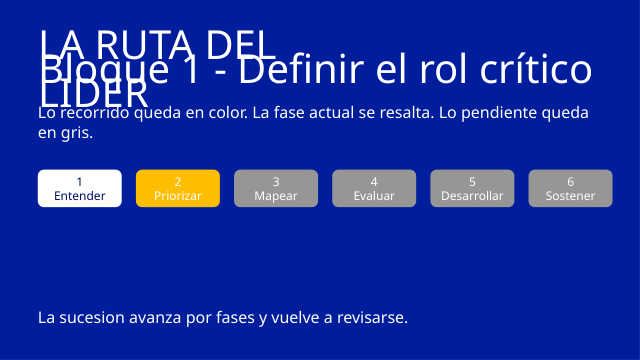 LA RUTA DEL
LIDER
Bloque 1 - Definir el rol crítico
Lo recorrido queda en color. La fase actual se resalta. Lo pendiente queda
en gris.
1
Entender
2
Priorizar
3
Mapear
4
Evaluar
5
Desarrollar
6
Sostener
La sucesion avanza por fases y vuelve a revisarse.